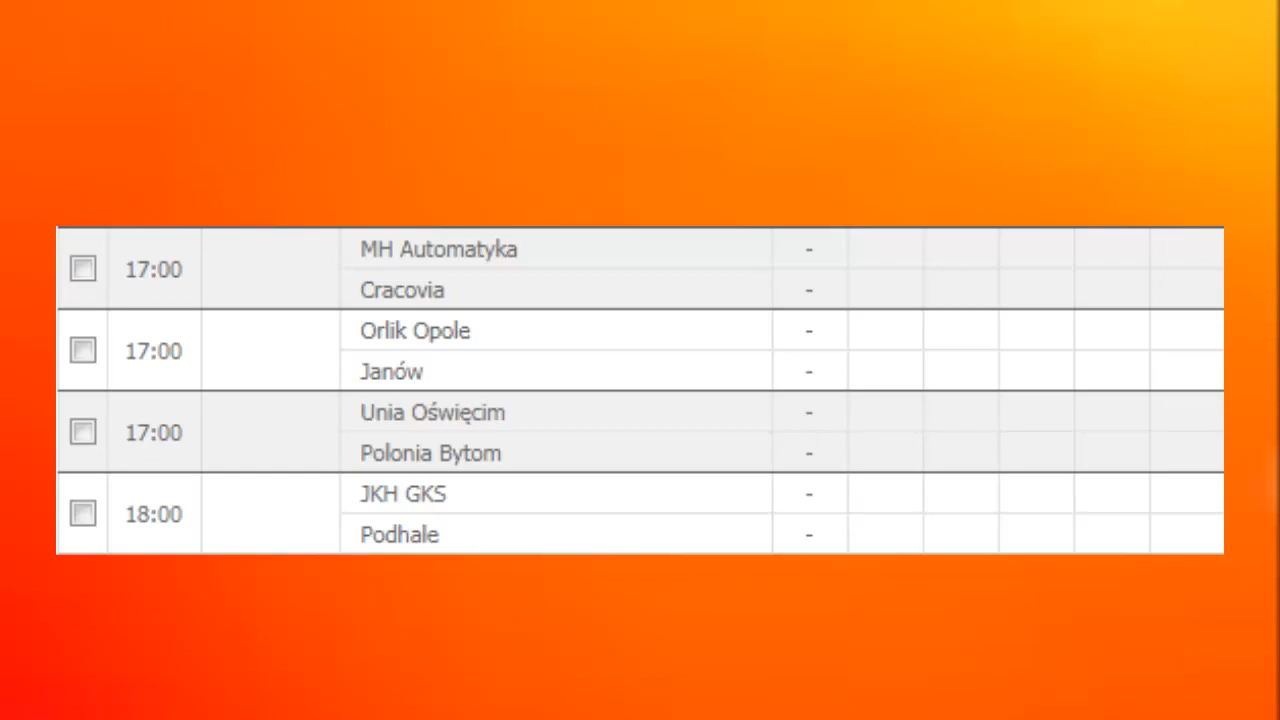 17:00 MH Automatyka -
Cracovia -
17:00 Orlik Opole -
Janów -
17:00 Unia Oświęcim -
Polonia Bytom -
18:00 JKH GKS -
Podhale -